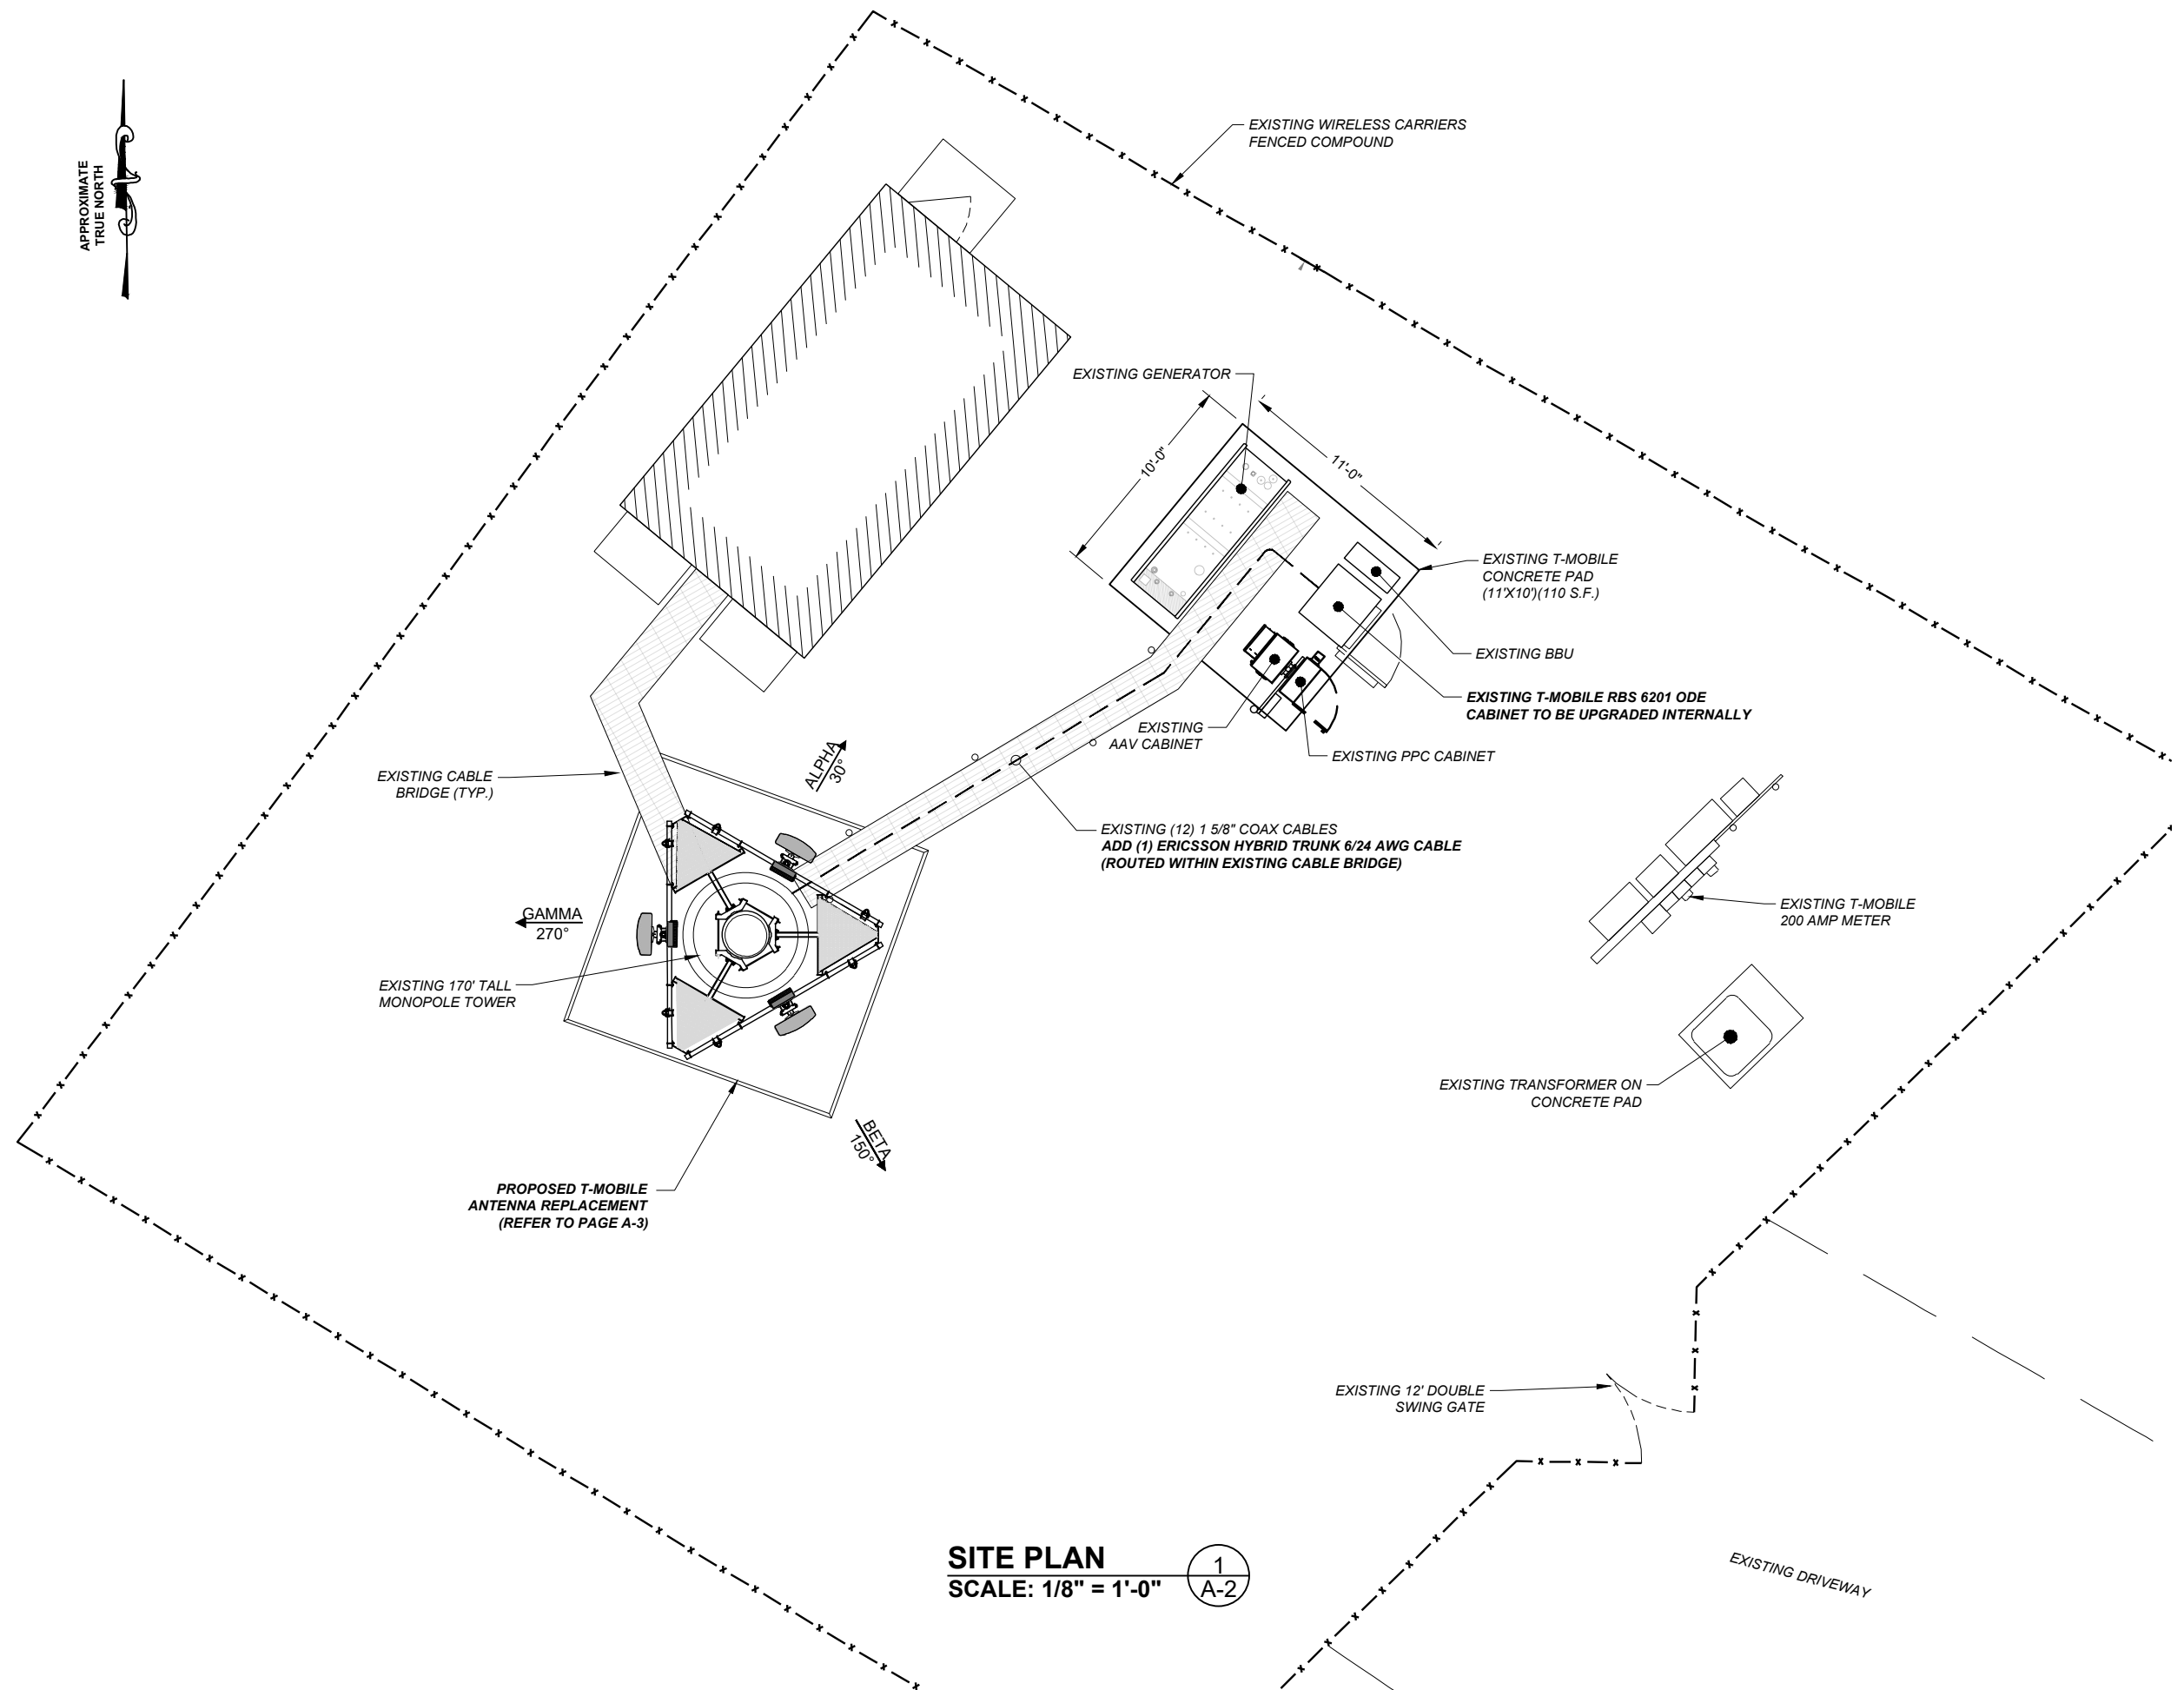 APPROXIMATE
TRUE NORTH
EXISTING WIRELESS CARRIERS
FENCED COMPOUND
EXISTING GENERATOR
10'-0"
11'-0"
EXISTING T-MOBILE
CONCRETE PAD
(11'X10')(110 S.F.)
EXISTING BBU
EXISTING T-MOBILE RBS 6201 ODE
CABINET TO BE UPGRADED INTERNALLY
EXISTING
AAV CABINET
EXISTING PPC CABINET
ALPHA
30°
EXISTING CABLE
BRIDGE (TYP.)
EXISTING (12) 1 5/8" COAX CABLES
ADD (1) ERICSSON HYBRID TRUNK 6/24 AWG CABLE
(ROUTED WITHIN EXISTING CABLE BRIDGE)
GAMMA
270°
EXISTING T-MOBILE
200 AMP METER
EXISTING 170' TALL
MONOPOLE TOWER
EXISTING TRANSFORMER ON
CONCRETE PAD
BETA
150°
PROPOSED T-MOBILE
ANTENNA REPLACEMENT
(REFER TO PAGE A-3)
EXISTING 12' DOUBLE
SWING GATE
SITE PLAN
SCALE: 1/8" = 1'-0"
1
A-2
EXISTING DRIVEWAY